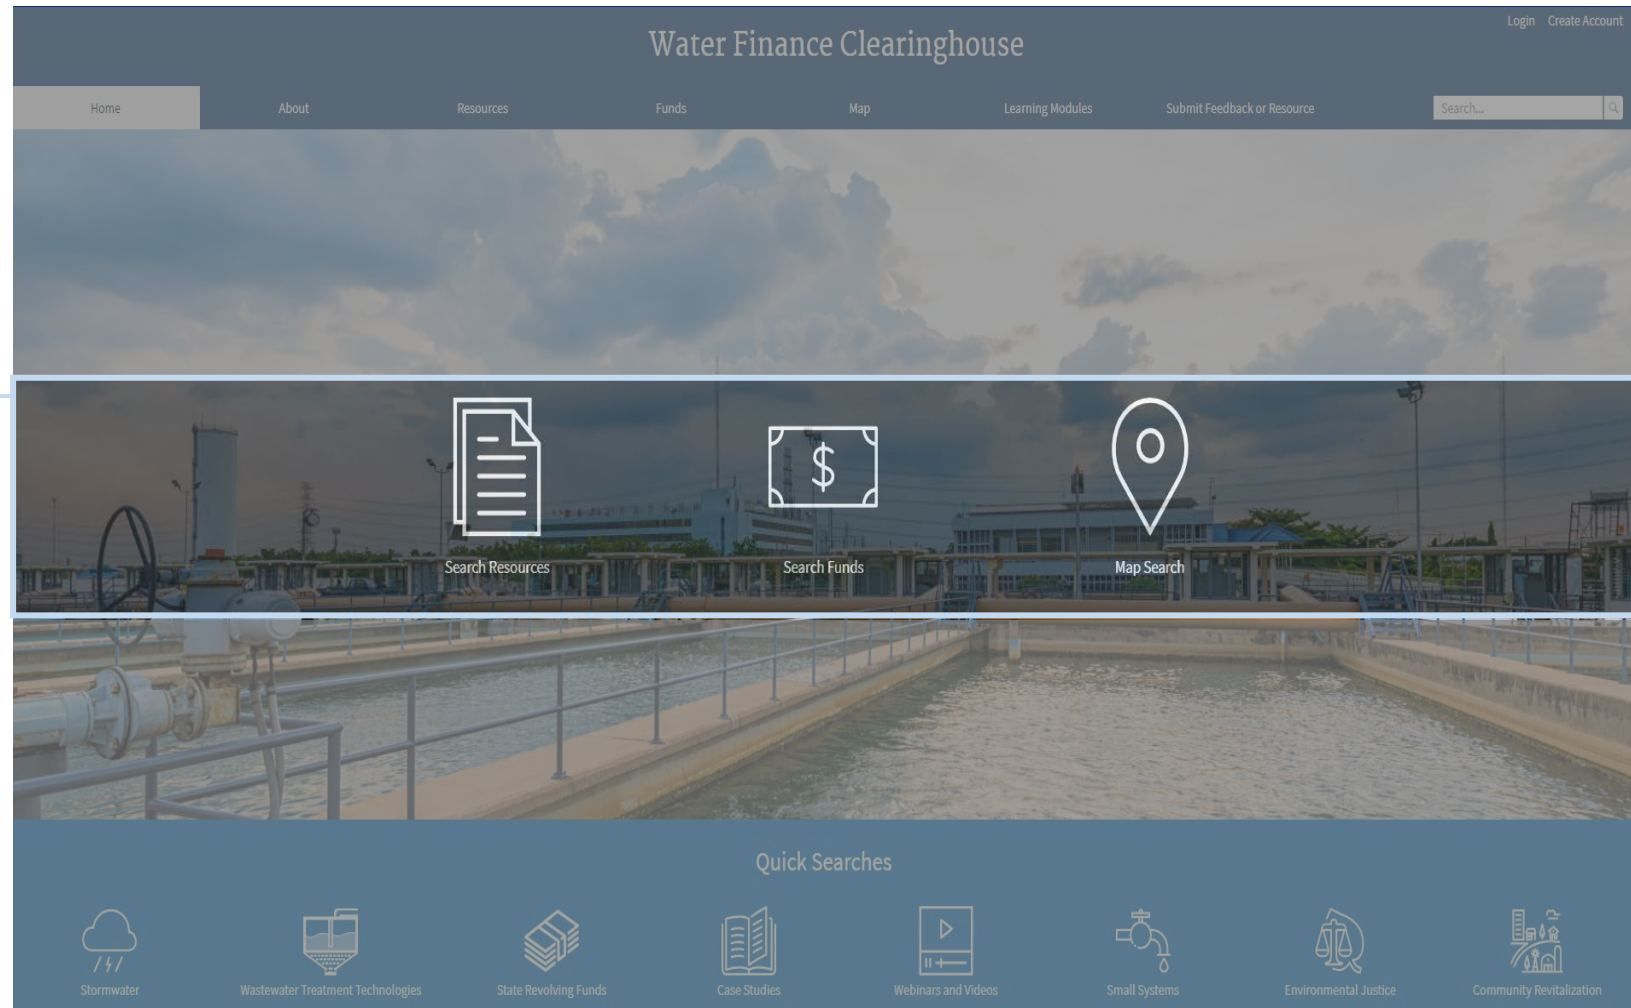 Login Create Account
Water Finance Clearinghouse
Home About Resources Funds Map Learning Modules Submit Feedback or Resource Search...
Search Resources Search Funds Map Search
Quick Searches
Stormwater Wastewater Treatment Technologies State Revolving Funds Case Studies Webinars and Videos Small Systems Environmental Justice Community Revitalization